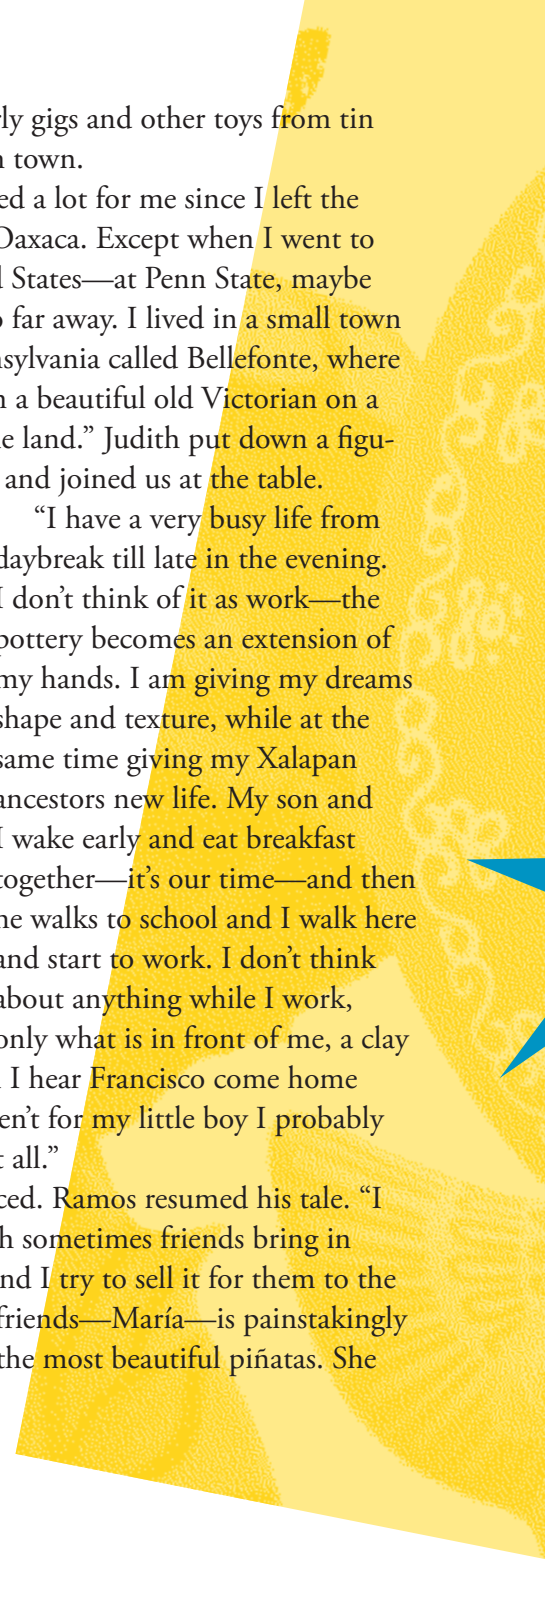 rly gigs and other toys from tin
n town.
ed a lot for me since I left the
Oaxaca. Except when I went to
d States—at Penn State, maybe
o far away. I lived in a small town
nsylvania called Bellefonte, where
n a beautiful old Victorian on a
e land.” Judith put down a figu-
and joined us at the table.
“I have a very busy life from
daybreak till late in the evening.
I don’t think of it as work—the
pottery becomes an extension of
my hands. I am giving my dreams
shape and texture, while at the
same time giving my Xalapan
ancestors new life. My son and
I wake early and eat breakfast
together—it’s our time—and then
he walks to school and I walk here
and start to work. I don’t think
about anything while I work,
only what is in front of me, a clay
I hear Francisco come home
en’t for my little boy I probably
t all.”
ced. Ramos resumed his tale. “I
h sometimes friends bring in
nd I try to sell it for them to the
friends—María—is painstakingly
the most beautiful piñatas. She